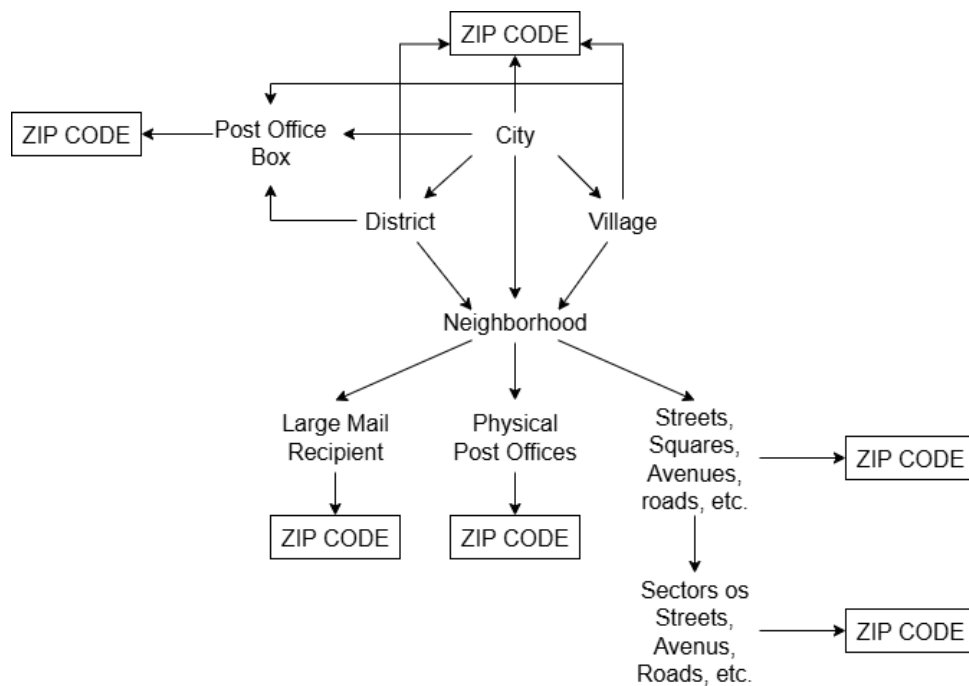 ZIP CODE
ZIP CODE
Post Office
Box
City
District
Village
Neighborhood
Large Mail
Recipient
Physical
Post Offices
Streets,
Squares,
Avenues,
roads, etc.
ZIP CODE
ZIP CODE
ZIP CODE
Sectors os
Streets,
Avenus,
Roads, etc.
ZIP CODE